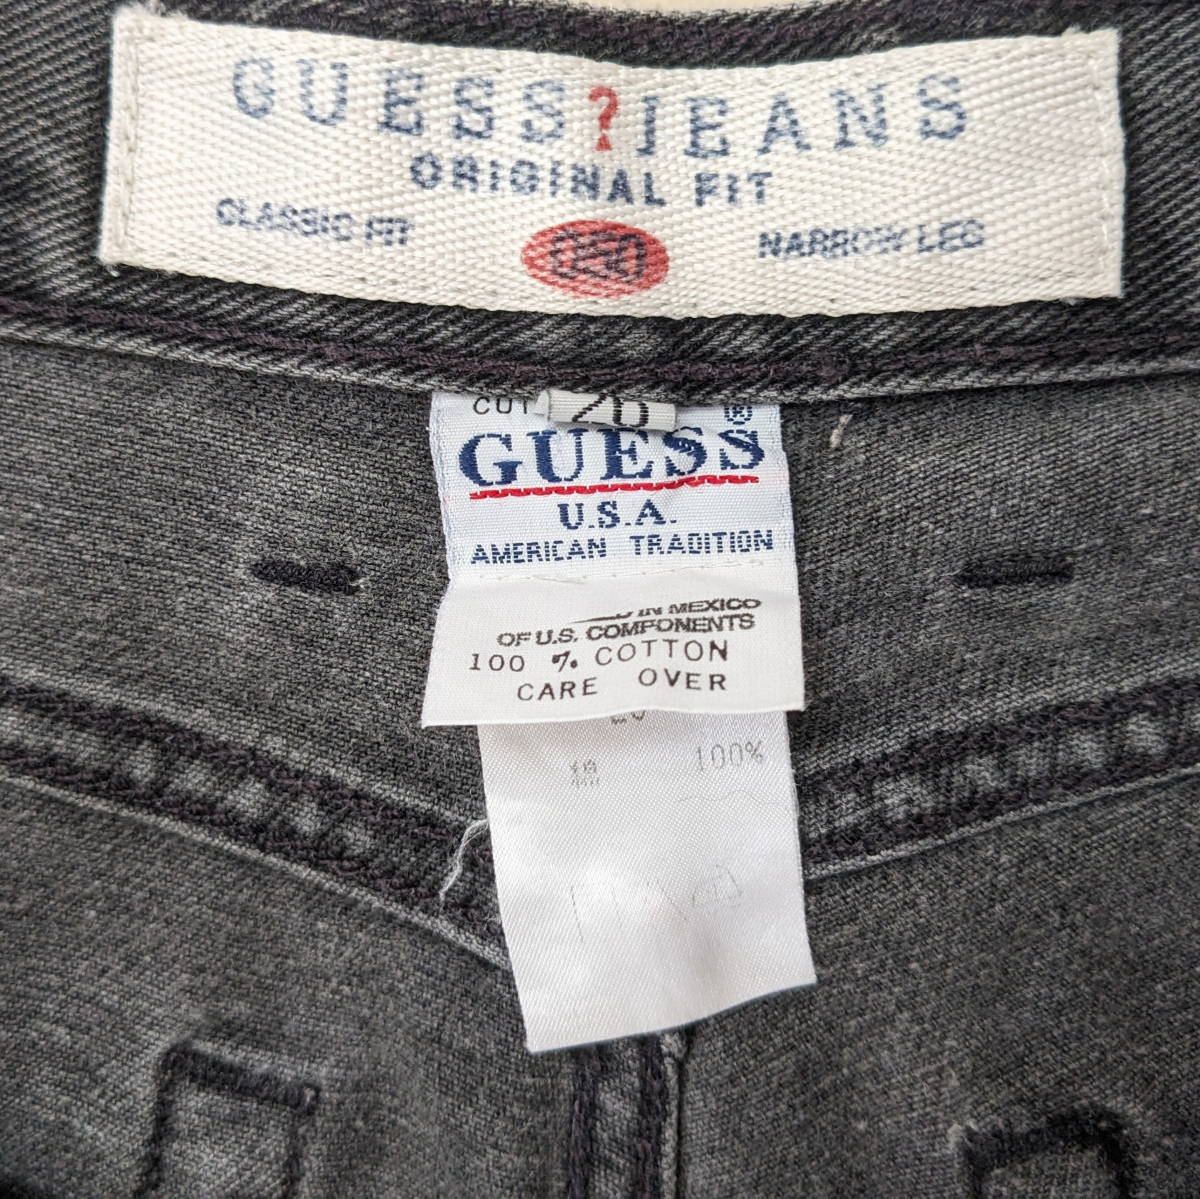 GUESS?JEANS
ORIGINAL FIT
CLASSIC FIT 050 NARROW LEG
CUT
®
GUESS
U.S.A.
AMERICAN TRADITION
IN MEXICO
OF U.S. COMPONENTS
100 % COTTON
CARE OVER
100%